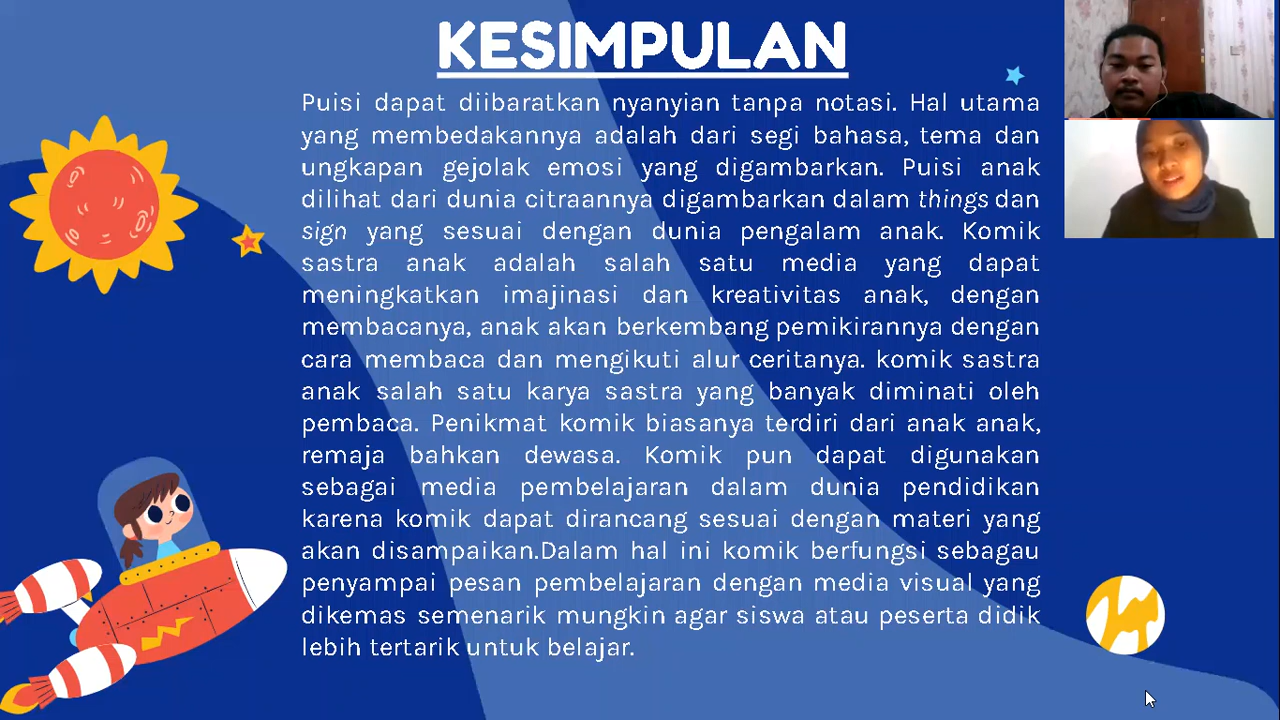 KESIMPULAN
Puisi dapat diibaratkan nyanyian tanpa notasi. Hal utama
yang membedakannya adalah dari segi bahasa, tema dan
ungkapan gejolak emosi yang digambarkan. Puisi anak
dilihat dari dunia citraannya digambarkan dalam things dan
sign yang sesuai dengan dunia pengalam anak. Komik
sastra anak adalah salah satu media yang dapat
meningkatkan imajinasi dan kreativitas anak, dengan
membacanya, anak akan berkembang pemikirannya dengan
cara membaca dan mengikuti alur ceritanya. komik sastra
anak salah satu karya sastra yang banyak diminati oleh
pembaca. Penikmat komik biasanya terdiri dari anak anak,
remaja bahkan dewasa. Komik pun dapat digunakan
sebagai media pembelajaran dalam dunia pendidikan
karena komik dapat dirancang sesuai dengan materi yang
akan disampaikan.Dalam hal ini komik berfungsi sebagau
penyampai pesan pembelajaran dengan media visual yang
dikemas semenarik mungkin agar siswa atau peserta didik
lebih tertarik untuk belajar.